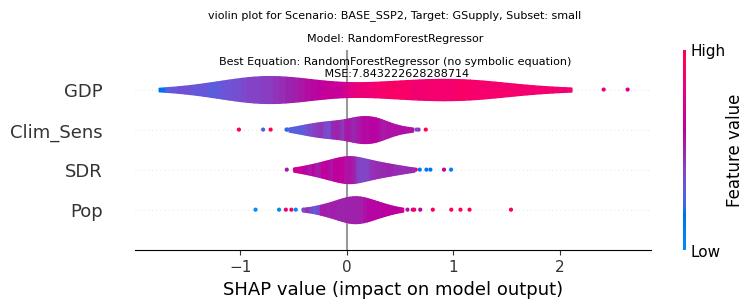 violin plot for Scenario: BASE_SSP2, Target: GSupply, Subset: small
Model: RandomForestRegressor
Best Equation: RandomForestRegressor (no symbolic equation)
MSE:7.843222628288714
High
GDP
Clim_Sens
SDR
Pop
Feature value
Low
−1
0
1
2
SHAP value (impact on model output)